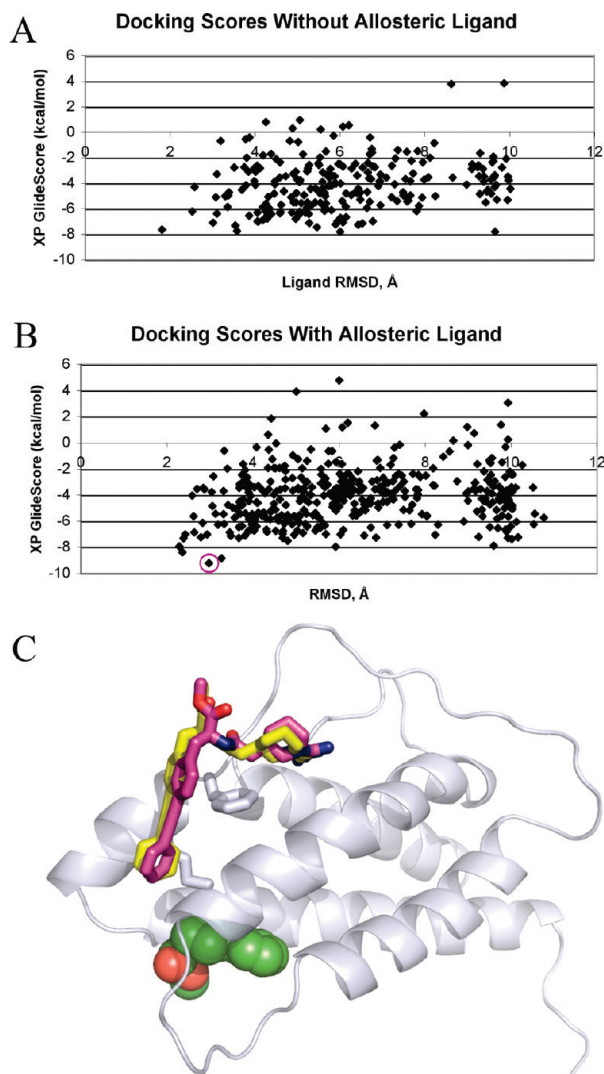 A
Docking Scores Without Allosteric Ligand
6
4
2
0
0 2 4 6 8 10 12
-2
-4
-6
-8
-10
XP GlideScore (kcal/mol)
Ligand RMSD, Å
B
Docking Scores With Allosteric Ligand
6
4
2
0
0 2 4 6 8 10 12
-2
-4
-6
-8
-10
XP GlideScore (kcal/mol)
RMSD, Å
C